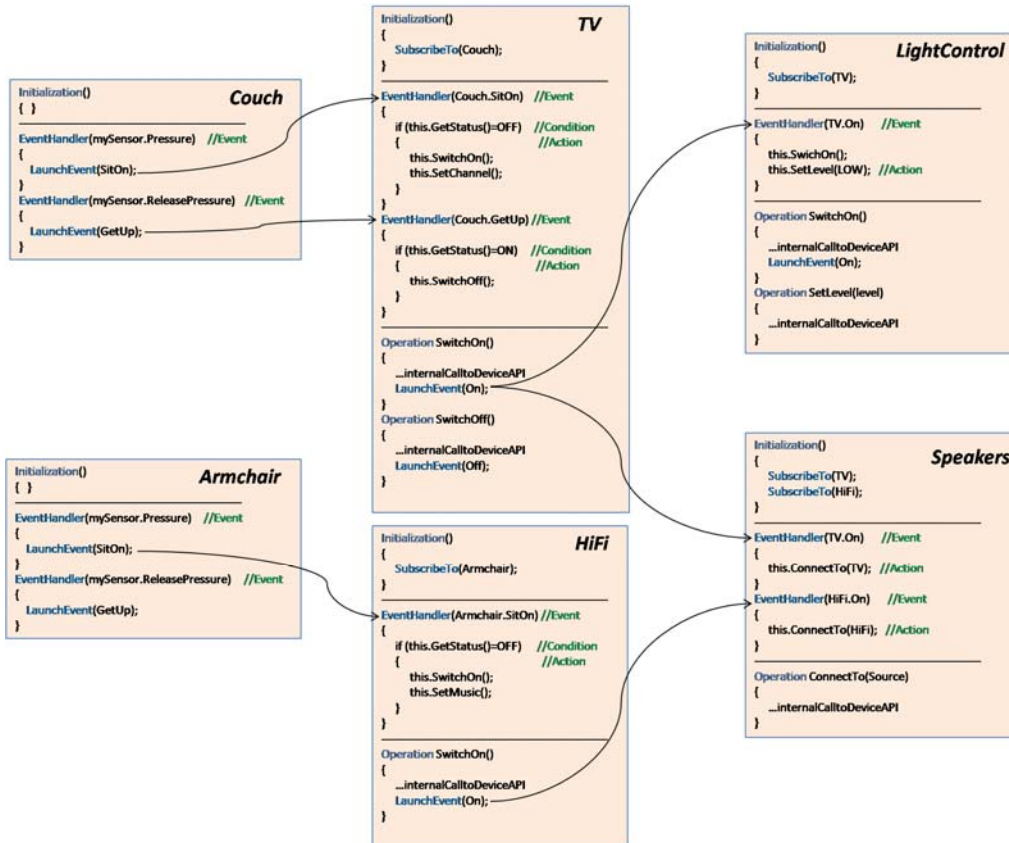 Couch
Initialization()
{ }
EventHandler(mySensor.Pressure) //Event
{
LaunchEvent(SitOn);
}
EventHandler(mySensor.ReleasePressure) //Event
{
LaunchEvent(GetUp);
}
Armchair
Initialization()
{ }
EventHandler(mySensor.Pressure) //Event
{
LaunchEvent(SitOn);
}
EventHandler(mySensor.ReleasePressure) //Event
{
LaunchEvent(GetUp);
}
TV
Initialization()
{
SubscribeTo(Couch);
}
EventHandler(Couch.SitOn) //Event
{
if (this.GetStatus()=OFF) //Condition
{ //Action
this.SwitchOn();
this.SetChannel();
}
}
EventHandler(Couch.GetUp) //Event
{
if (this.GetStatus()=ON) //Condition
{ //Action
this.SwitchOff();
}
}
Operation SwitchOn()
{
...internalCalltoDeviceAPI
LaunchEvent(On);
}
Operation SwitchOff()
{
...internalCalltoDeviceAPI
LaunchEvent(Off);
}
HiFi
Initialization()
{
SubscribeTo(Armchair);
}
EventHandler(Armchair.SitOn) //Event
{
if (this.GetStatus()=OFF) //Condition
{ //Action
this.SwitchOn();
this.SetMusic();
}
}
Operation SwitchOn()
{
...internalCalltoDeviceAPI
LaunchEvent(On);
}
LightControl
Initialization()
{
SubscribeTo(TV);
}
EventHandler(TV.On) //Event
{
this.SwichOn();
this.SetLevel(LOW); //Action
}
Operation SwitchOn()
{
...internalCalltoDeviceAPI
LaunchEvent(On);
}
Operation SetLevel(level)
{
...internalCalltoDeviceAPI
}
Speakers
Initialization()
{
SubscribeTo(TV);
SubscribeTo(HiFi);
}
EventHandler(TV.On) //Event
{
this.ConnectTo(TV); //Action
}
EventHandler(HiFi.On) //Event
{
this.ConnectTo(HiFi); //Action
}
Operation ConnectTo(Source)
{
...internalCalltoDeviceAPI
}